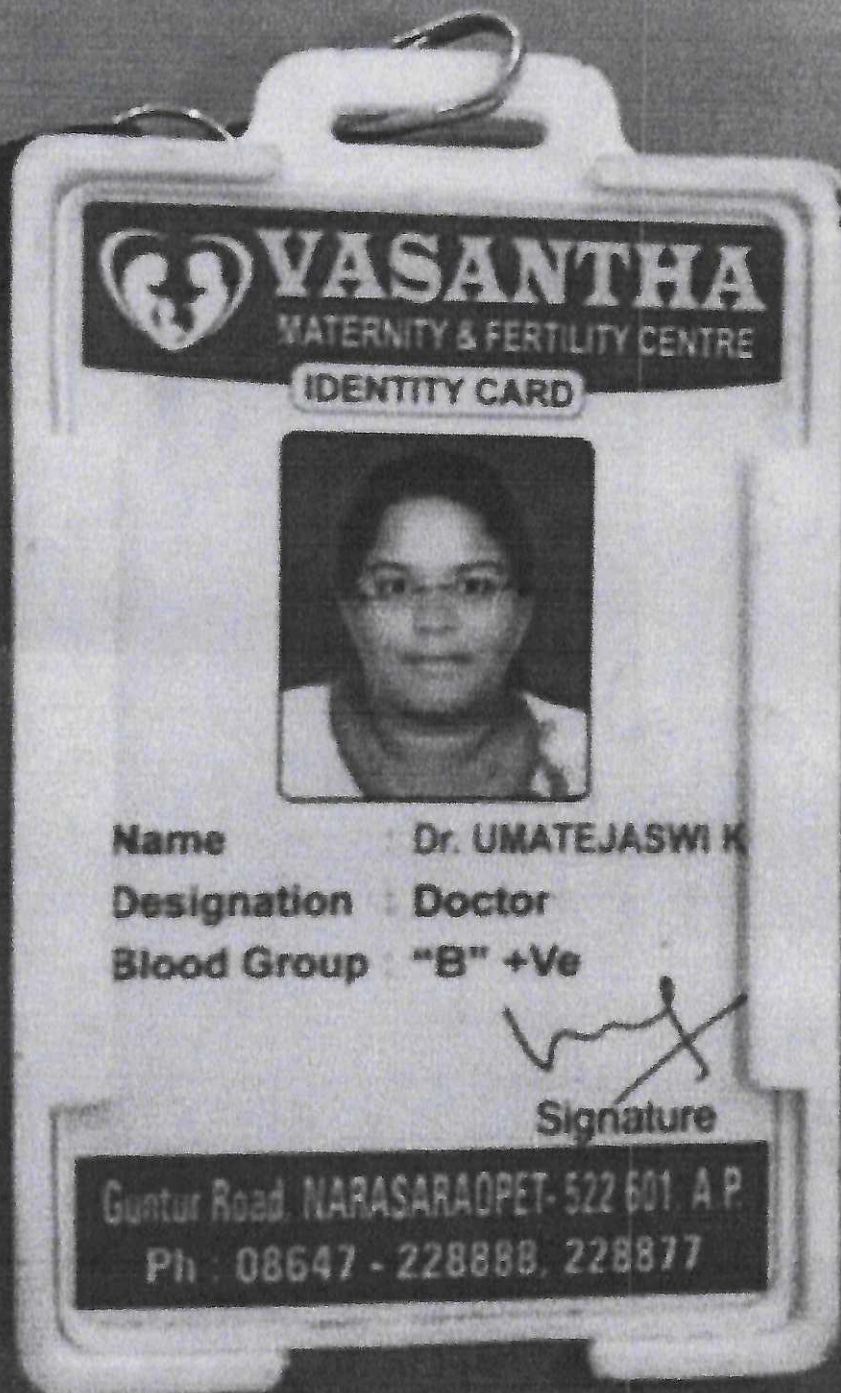 VASANTHA
MATERNITY & FERTILITY CENTRE
IDENTITY CARD
Name : Dr. UMATEJASWI K
Designation : Doctor
Blood Group : "B" +Ve
Signature
Guntur Road, NARASARAOPET- 522 601. A.P.
Ph : 08647 - 228888, 228877